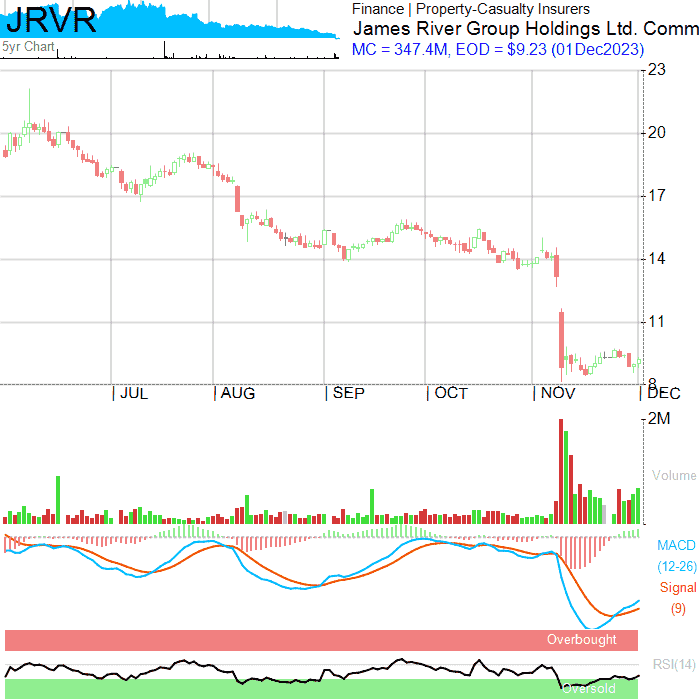 JRVR
5yr Chart
Finance | Property-Casualty Insurers
James River Group Holdings Ltd. Comm
MC = 347.4M, EOD = $9.23 (01Dec2023)
23
20
17
14
11
8
JUL AUG SEP OCT NOV DEC
2M
Volume
MACD
(12-26)
Signal
(9)
Overbought
RSI(14)
Oversold